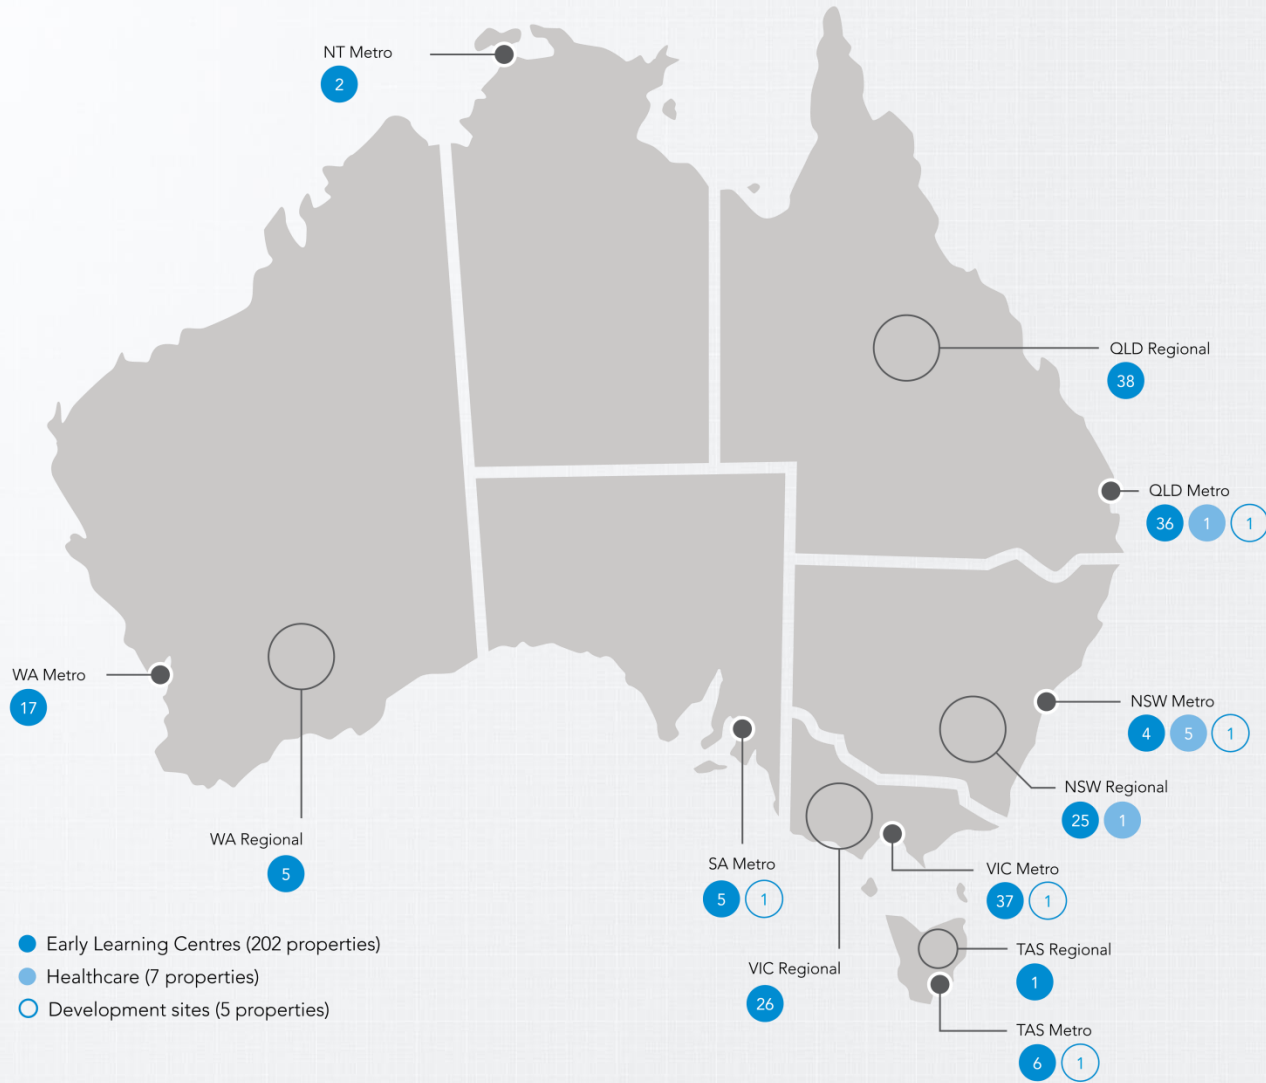 NT Metro
2
QLD Regional
38
QLD Metro
36 1 1
WA Metro
17
NSW Metro
4 5 1
NSW Regional
25 1
WA Regional
5
SA Metro
5 1
VIC Metro
37 1
VIC Regional
26
TAS Regional
1
TAS Metro
6 1
Early Learning Centres (202 properties)
Healthcare (7 properties)
Development sites (5 properties)